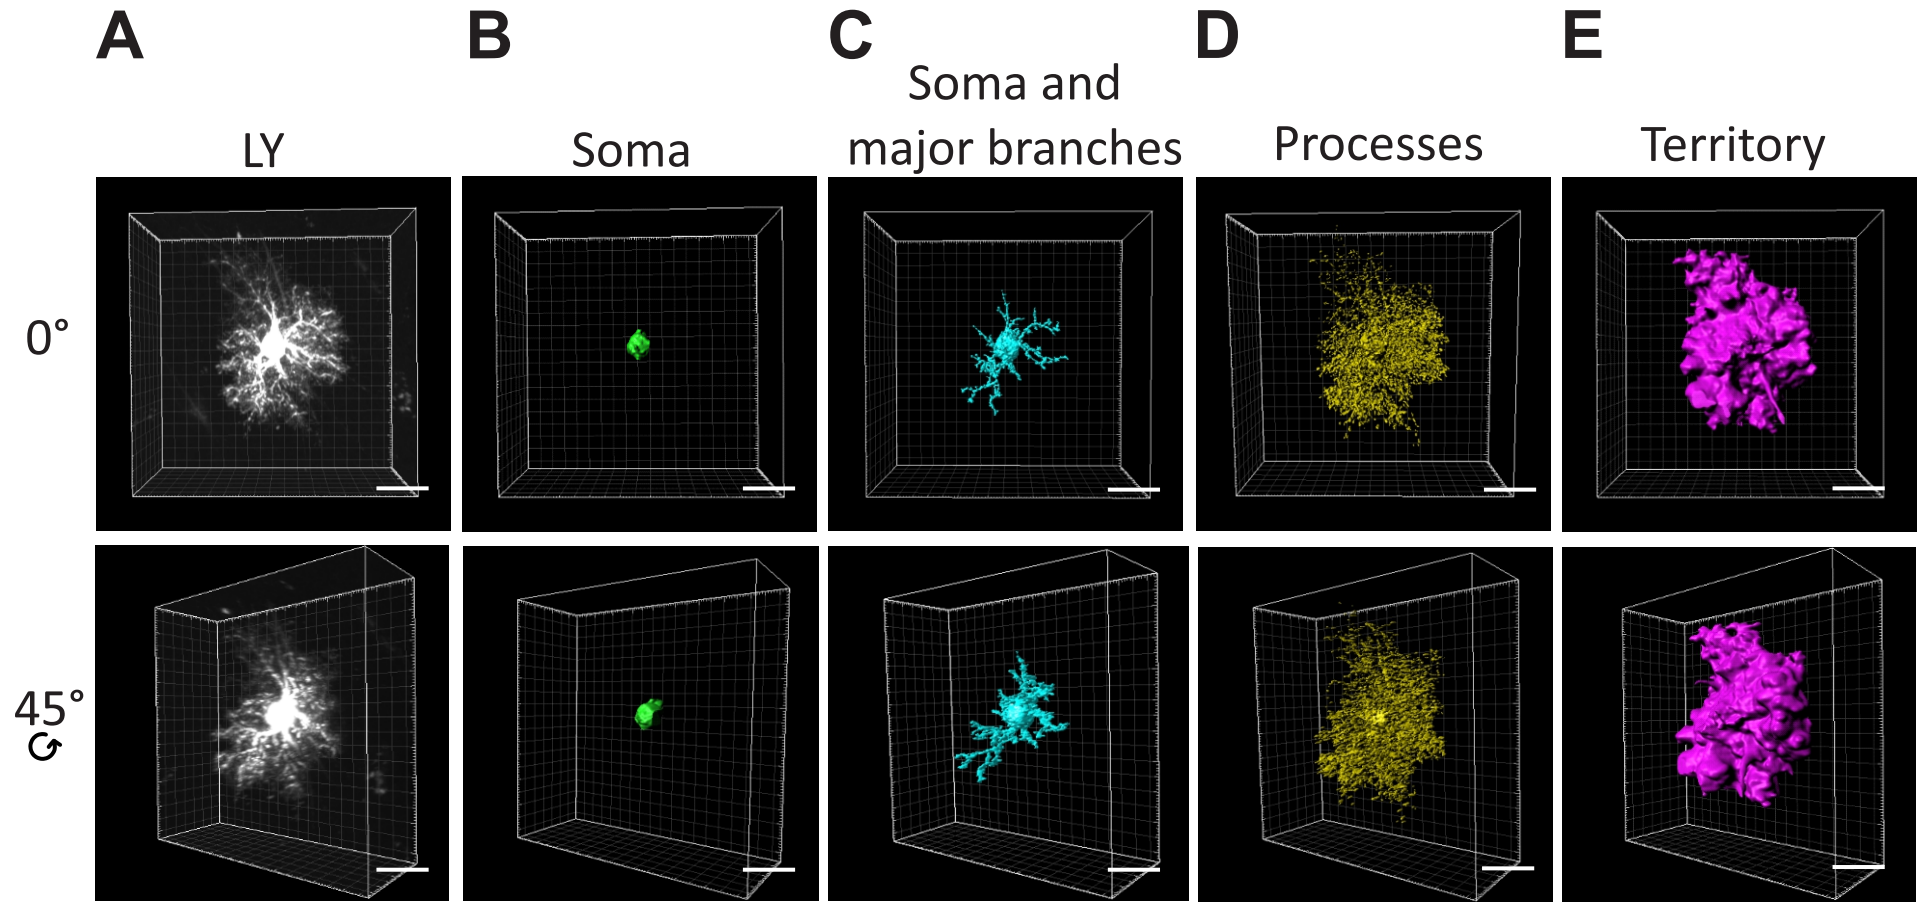 A
B
C
D
E
LY
Soma
Soma and
major branches
Processes
Territory
0°
45°